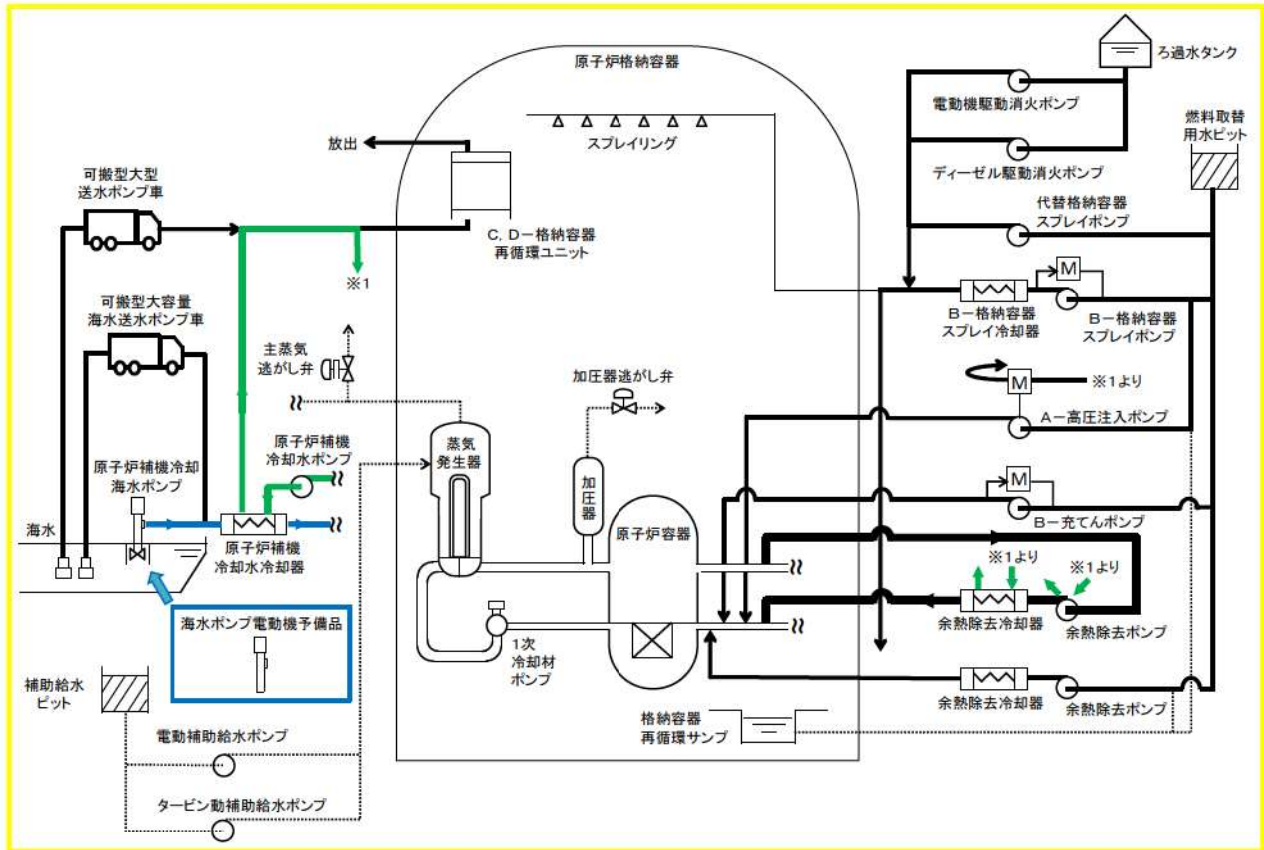 原子炉格納容器
ろ過水タンク
電動機駆動消火ポンプ
燃料取替
用水ピット
放出
スプレイリング
ディーゼル駆動消火ポンプ
可搬型大型
送水ポンプ車
代替格納容器
スプレイポンプ
C, D-格納容器
再循環ユニット
※1
M
B-格納容器
スプレイ冷却器
B-格納容器
スプレイポンプ
可搬型大容量
海水送水ポンプ車
主蒸気
逃がし弁
加圧器逃がし弁
M
※1より
A-高圧注入ポンプ
原子炉補機
冷却水ポンプ
蒸気
発生器
原子炉補機冷却
海水ポンプ
加圧器
M
B-充てんポンプ
原子炉容器
海水
原子炉補機
冷却水冷却器
※1より
※1より
余熱除去冷却器
余熱除去ポンプ
海水ポンプ電動機予備品
1次
冷却材
ポンプ
補助給水
ピット
余熱除去冷却器
余熱除去ポンプ
格納容器
再循環サンプ
電動補助給水ポンプ
タービン動補助給水ポンプ